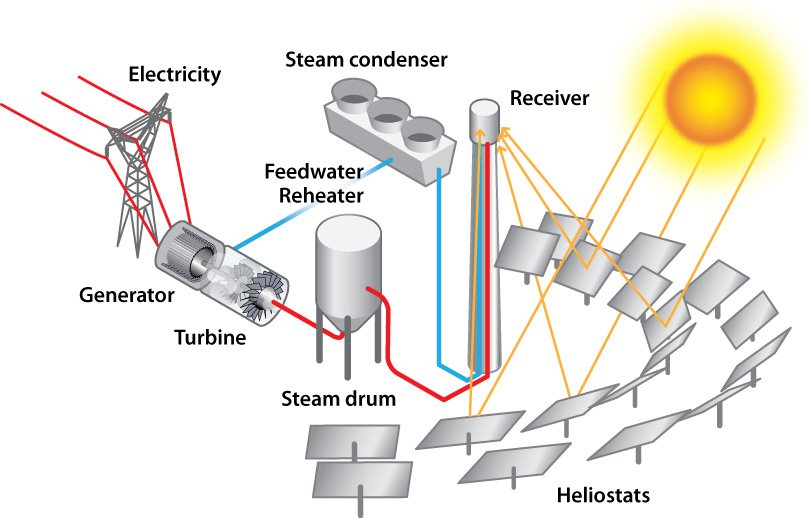 Steam condenser
Electricity
Receiver
Feedwater
Reheater
Generator
Turbine
Steam drum
Heliostats